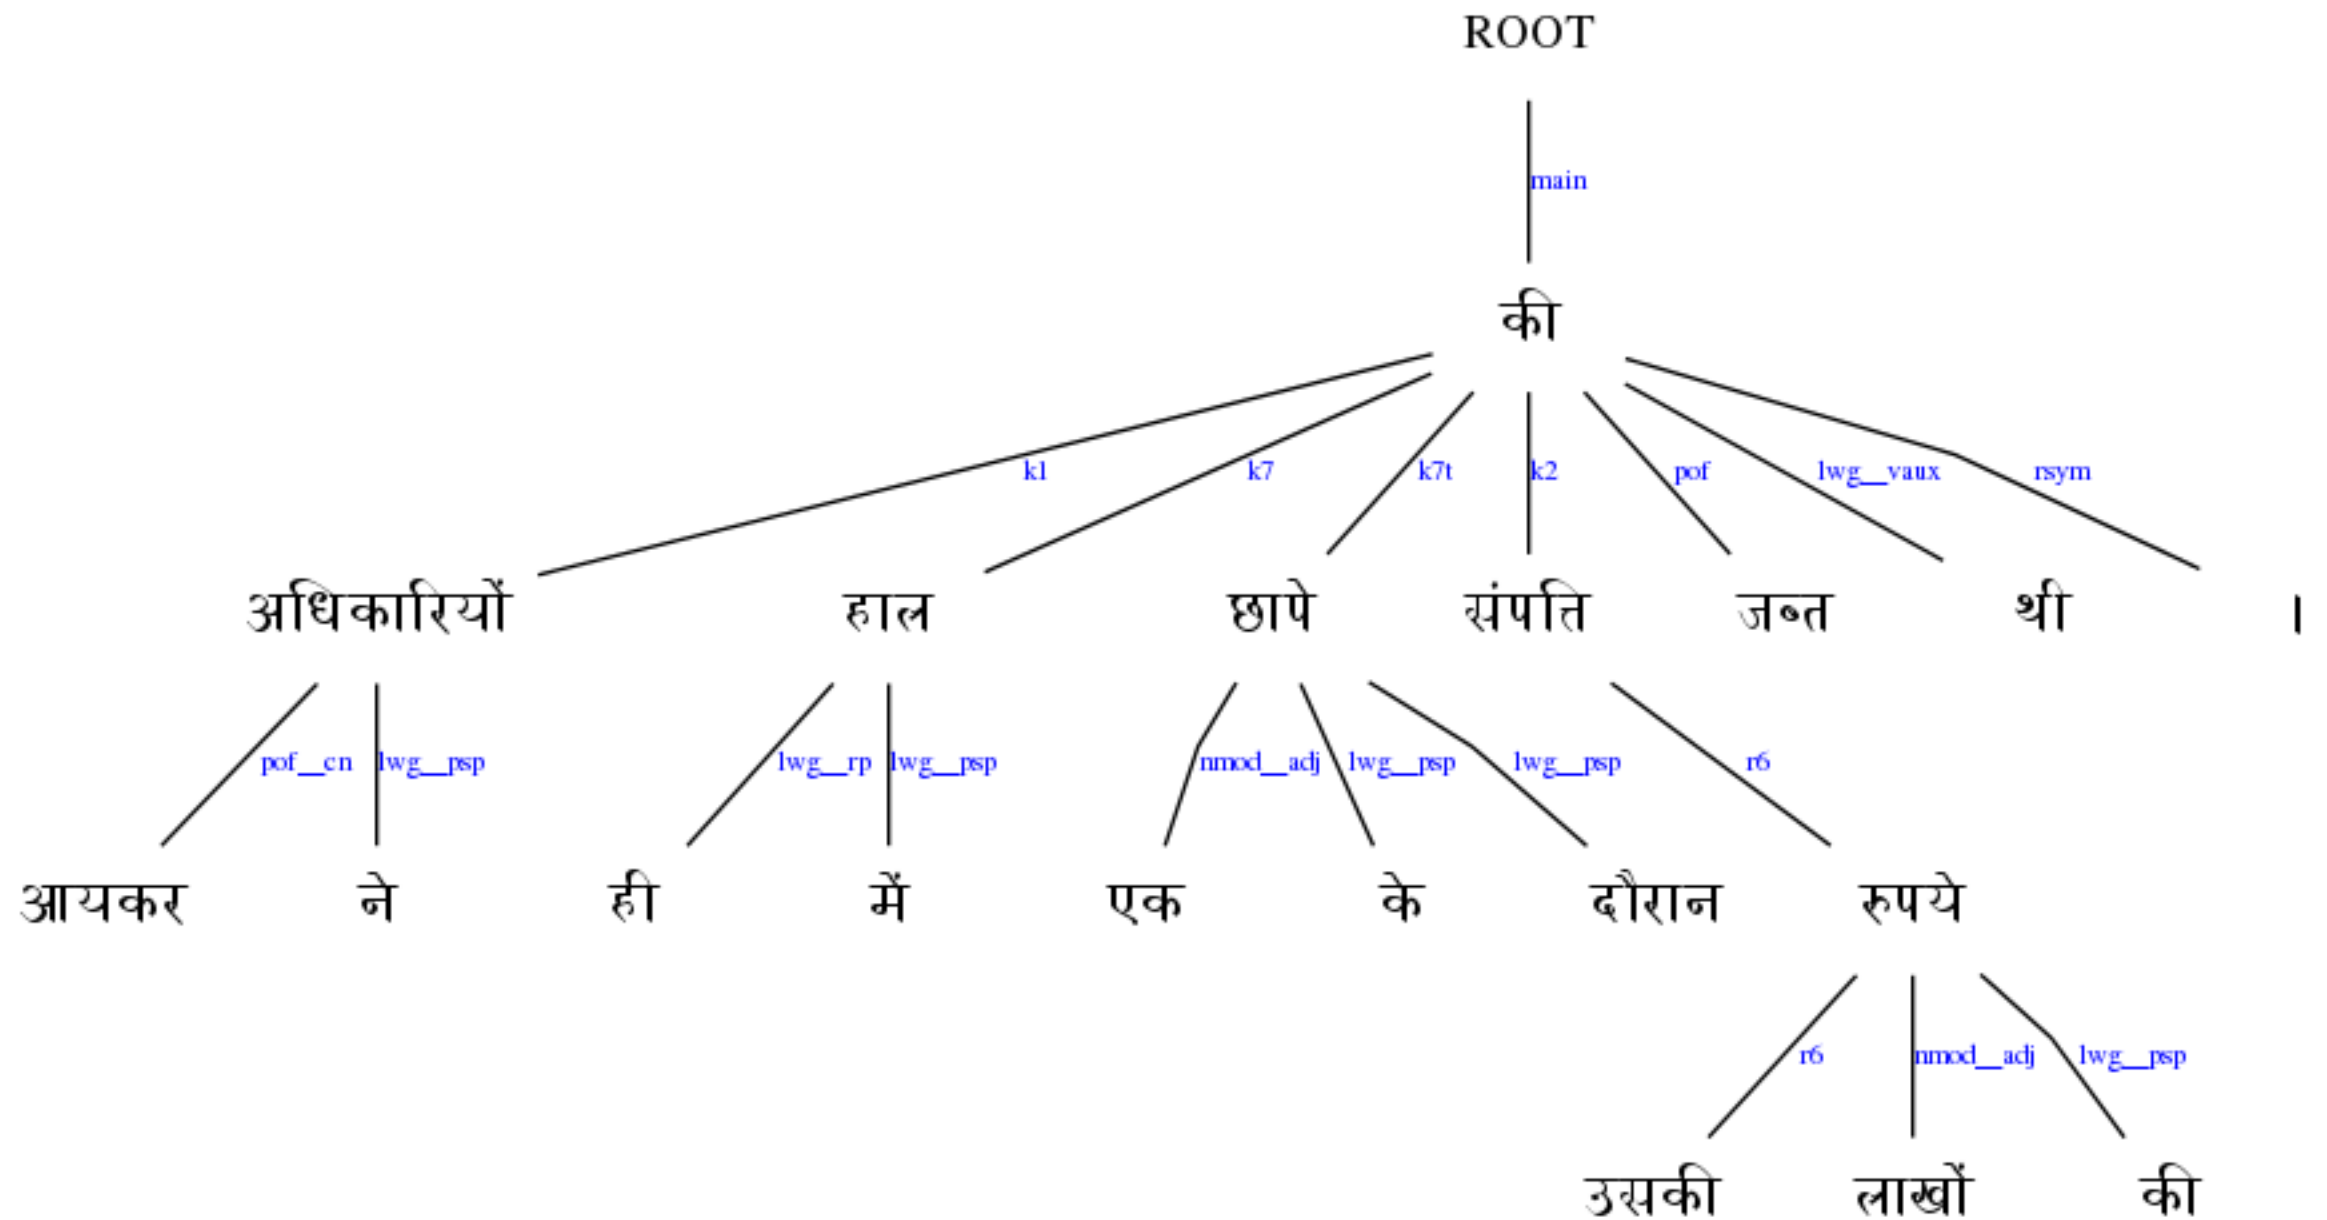 ROOT
main
की
k1 k7 k7t k2 pof lwg__vaux rsym
अधिकारियों हाल छापे संपत्ति जब्त थी ।
pof__cn lwg__psp lwg__rp lwg__psp nmod__adj lwg__psp lwg__psp r6
आयकर ने ही में एक के दौरान रुपये
r6 nmod__adj lwg__psp
उसकी लाखों की